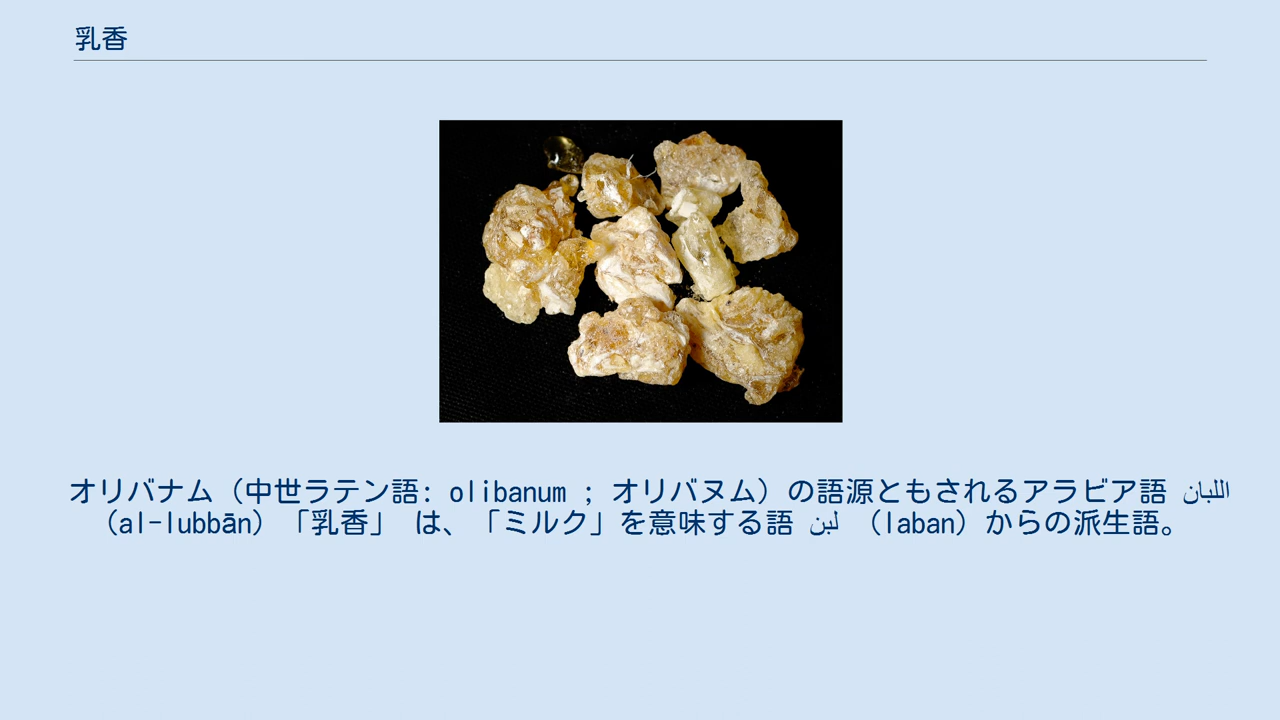 乳香
オリバナム（中世ラテン語: olibanum ; オリバヌム）の語源ともされるアラビア語 اللبان
（al-lubbān）「乳香」 は、「ミルク」を意味する語 لبن （laban）からの派生語。